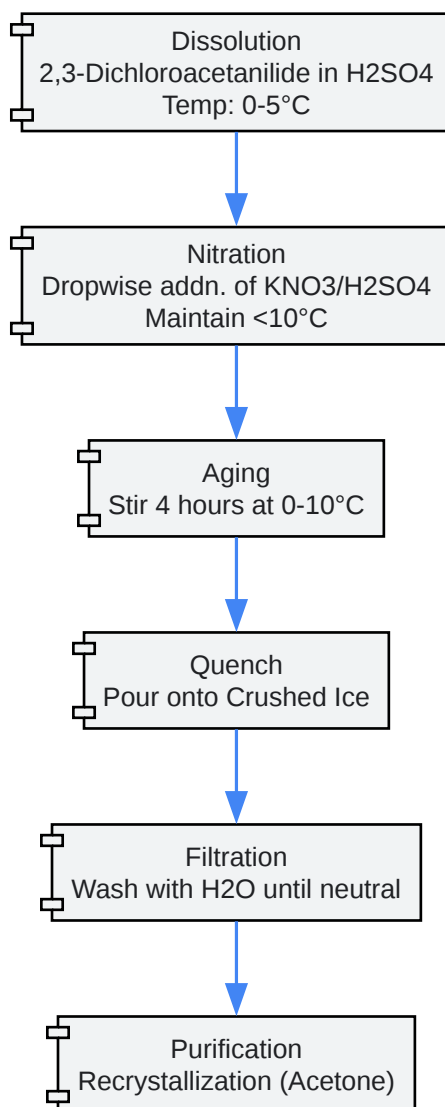 Dissolution
2,3-Dichloroacetanilide in H2SO4
Temp: 0-5°C
Nitration
Dropwise addn. of KNO3/H2SO4
Maintain <10°C
Aging
Stir 4 hours at 0-10°C
Quench
Pour onto Crushed Ice
Filtration
Wash with H2O until neutral
Purification
Recrystallization (Acetone)